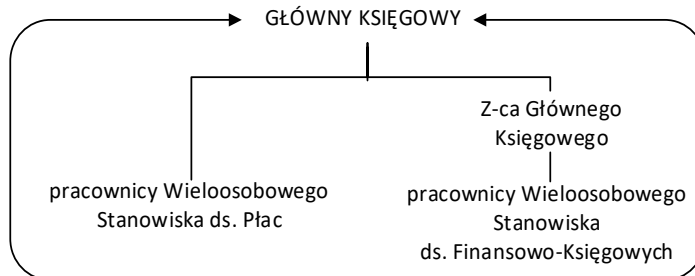 GŁÓWNY KSIĘGOWY
Z-ca Głównego
Księgowego
pracownicy Wieloosobowego
Stanowiska ds. Płac
pracownicy Wieloosobowego
Stanowiska
ds. Finansowo-Księgowych